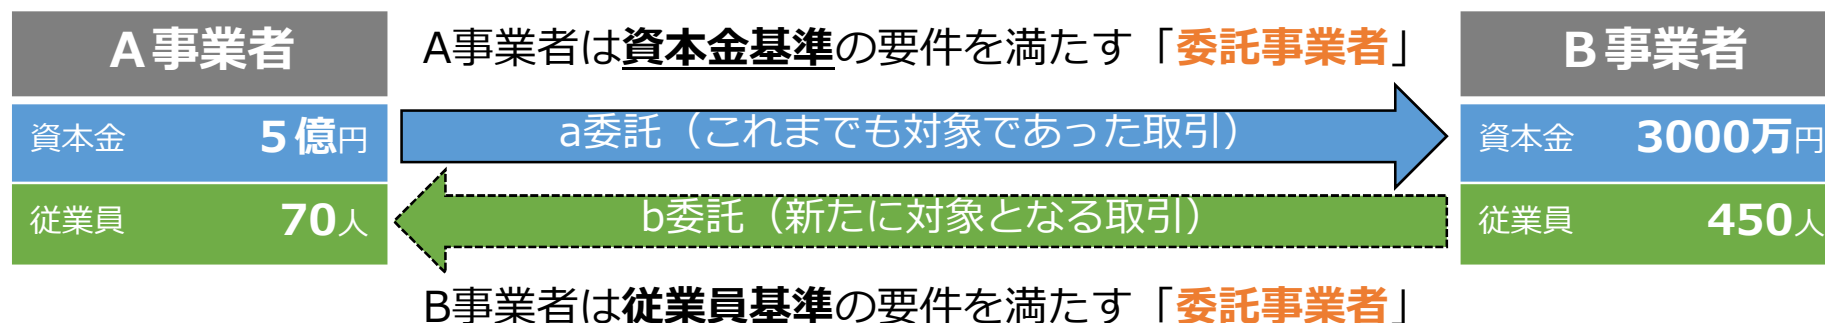 A事業者
A事業者は資本金基準の要件を満たす「委託事業者」
B事業者
資本金 5億円
a委託（これまでも対象であった取引）
資本金 3000万円
従業員 70人
b委託（新たに対象となる取引）
従業員 450人
B事業者は従業員基準の要件を満たす「委託事業者」